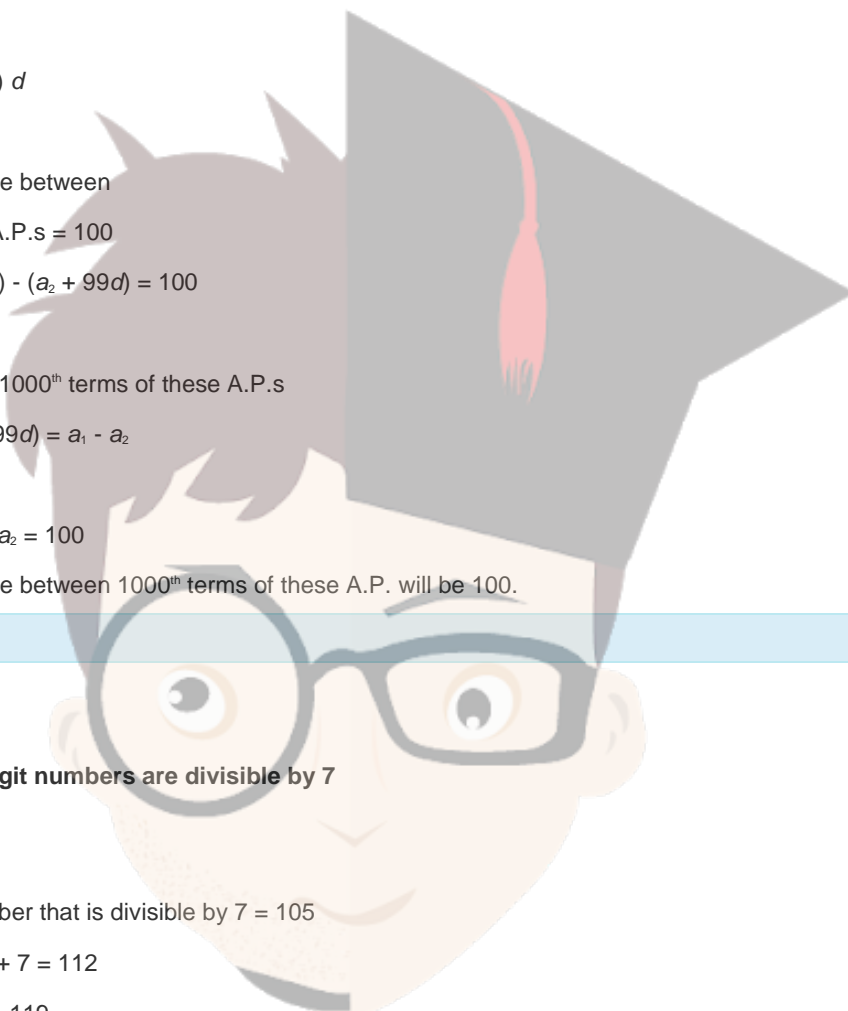 ) d
e between
A.P.s = 100
) - (a₂ + 99d) = 100
1000ᵗʰ terms of these A.P.s
99d) = a₁ - a₂
a₂ = 100
e between 1000ᵗʰ terms of these A.P. will be 100.
git numbers are divisible by 7
ber that is divisible by 7 = 105
+ 7 = 112
119